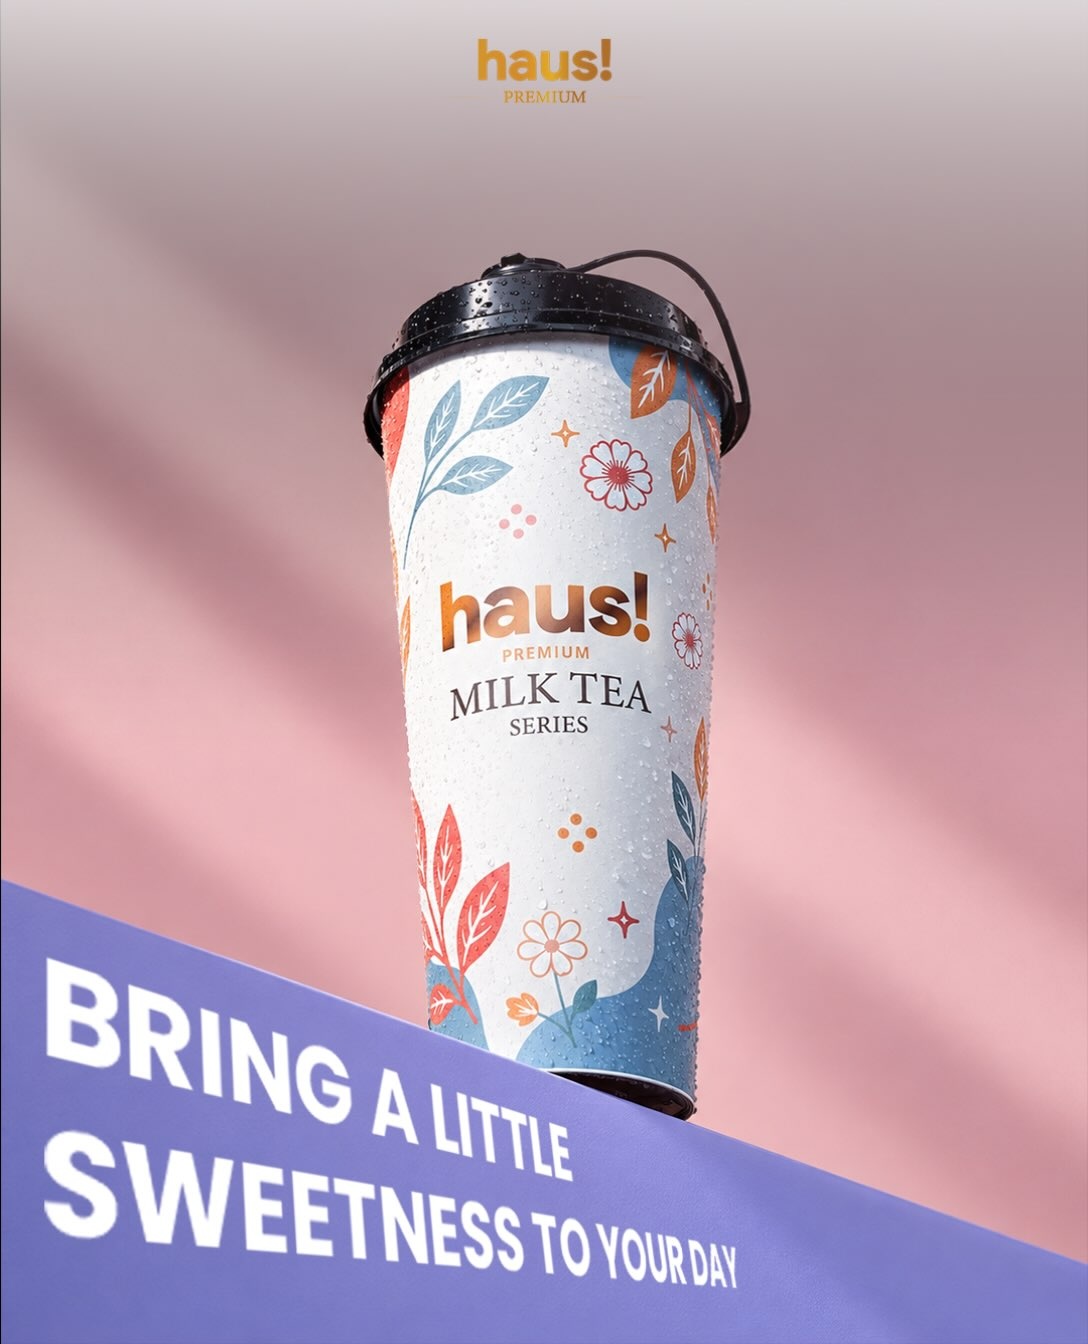 haus!
PREMIUM
haus!
PREMIUM
MILK TEA
SERIES
BRING A LITTLE
SWEETNESS TO YOUR DAY